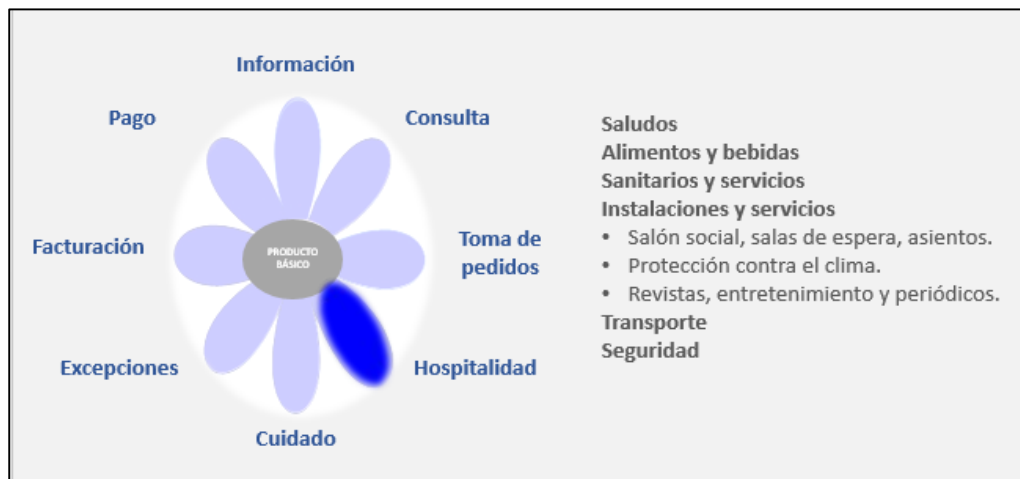 Información
Pago
Consulta
Facturación
PRODUCTO
BÁSICO
Toma de
pedidos
Excepciones
Hospitalidad
Cuidado
Saludos
Alimentos y bebidas
Sanitarios y servicios
Instalaciones y servicios
• Salón social, salas de espera, asientos.
• Protección contra el clima.
• Revistas, entretenimiento y periódicos.
Transporte
Seguridad